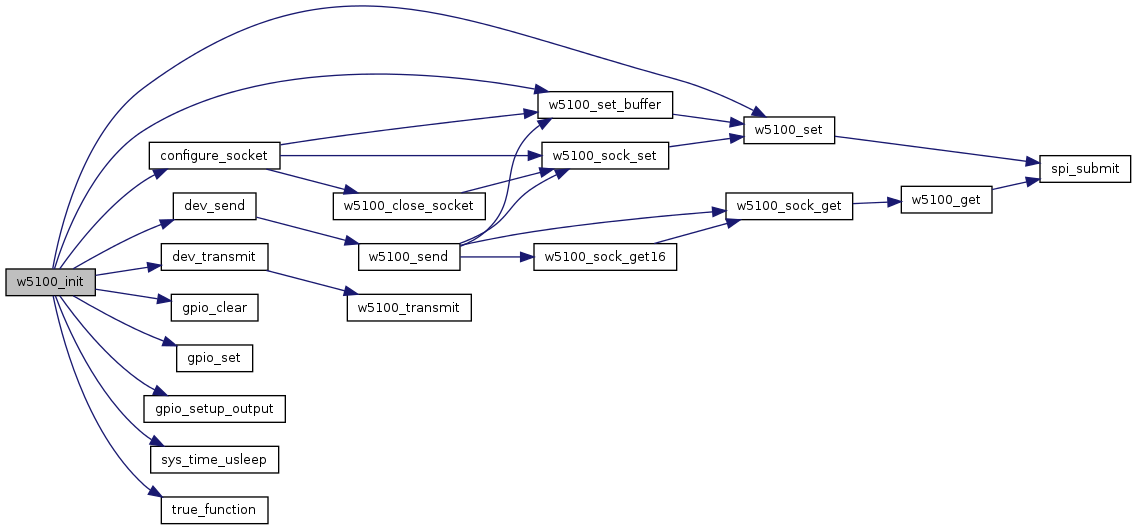 w5100_init
configure_socket
dev_send
dev_transmit
gpio_clear
gpio_set
gpio_setup_output
sys_time_usleep
true_function
w5100_close_socket
w5100_send
w5100_transmit
w5100_set_buffer
w5100_sock_set
w5100_sock_get16
w5100_set
w5100_sock_get
w5100_get
spi_submit